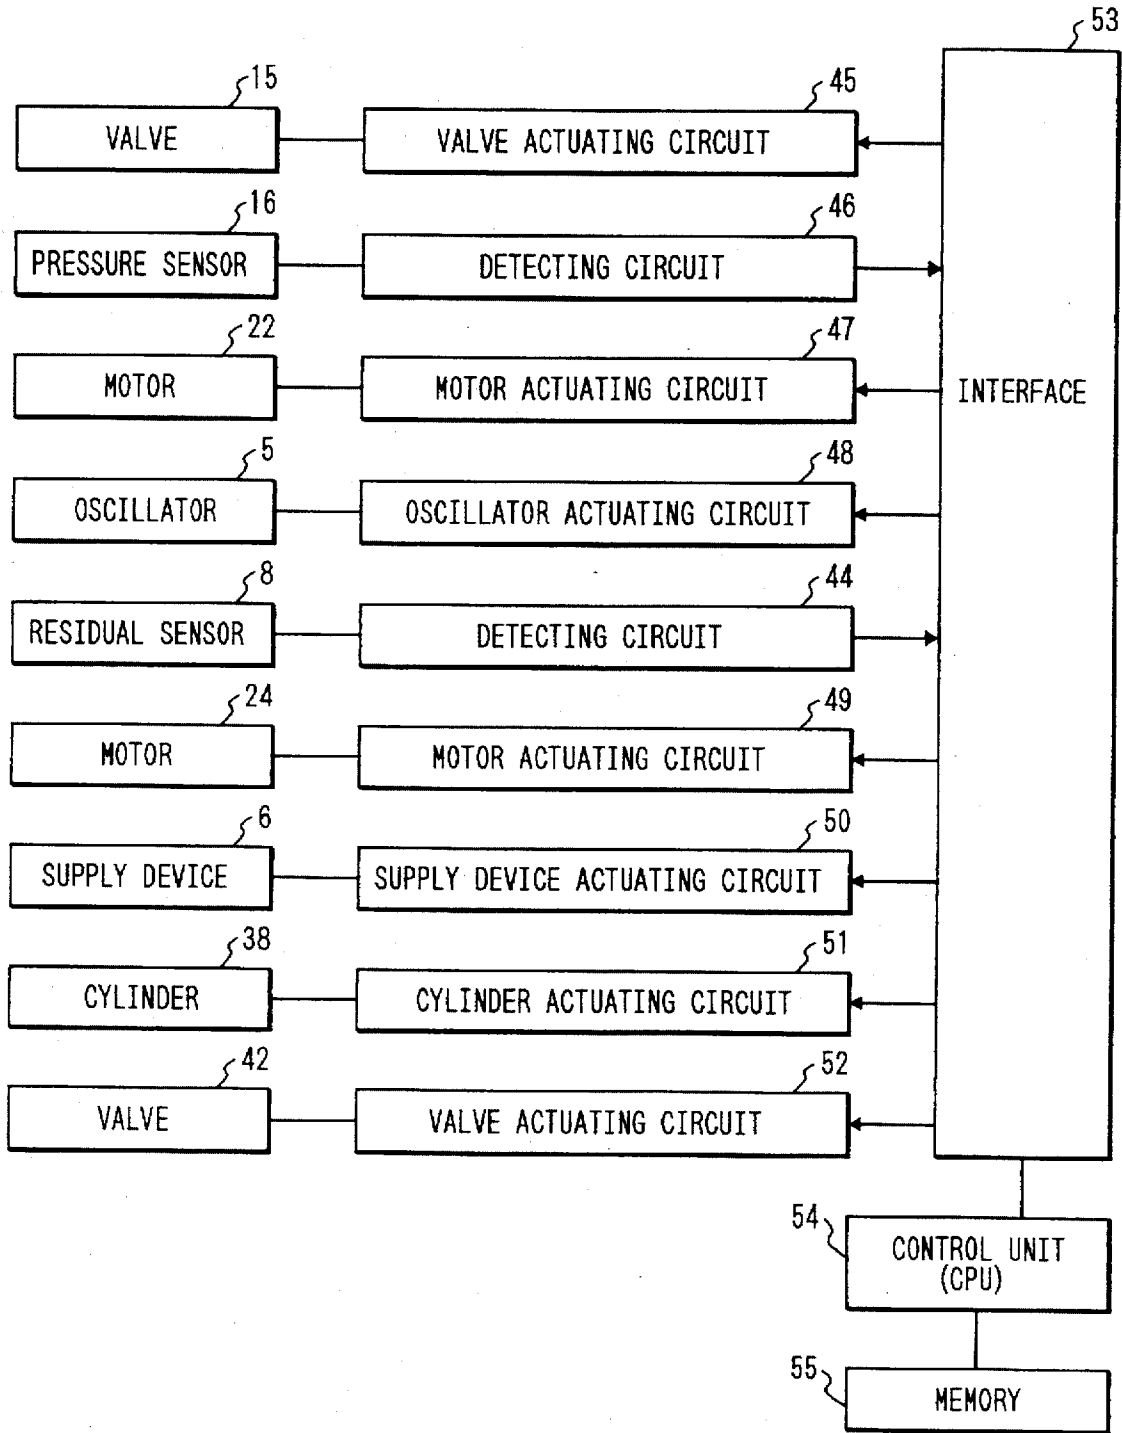 53
15
45
VALVE
VALVE ACTUATING CIRCUIT
16
46
PRESSURE SENSOR
DETECTING CIRCUIT
22
47
MOTOR
MOTOR ACTUATING CIRCUIT
INTERFACE
5
48
OSCILLATOR
OSCILLATOR ACTUATING CIRCUIT
8
44
RESIDUAL SENSOR
DETECTING CIRCUIT
24
49
MOTOR
MOTOR ACTUATING CIRCUIT
6
50
SUPPLY DEVICE
SUPPLY DEVICE ACTUATING CIRCUIT
38
51
CYLINDER
CYLINDER ACTUATING CIRCUIT
42
52
VALVE
VALVE ACTUATING CIRCUIT
54
CONTROL UNIT
(CPU)
55
MEMORY